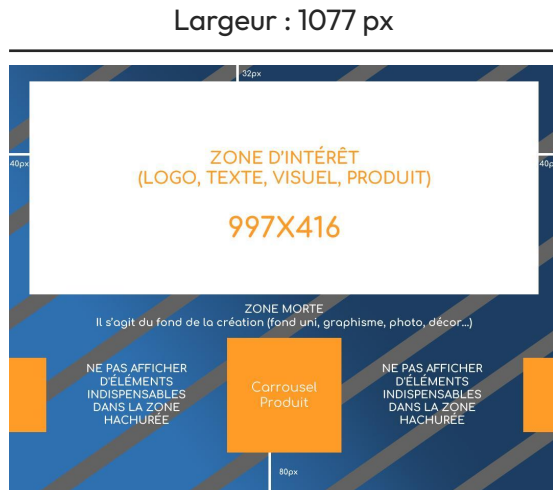 Largeur : 1077 px
32px
40px
40p
ZONE D'INTÉRÊT
(LOGO, TEXTE, VISUEL, PRODUIT)
997X416
ZONE MORTE
Il s'agit du fond de la création (fond uni, graphisme, photo, décor...)
NE PAS AFFICHER
D'ÉLÉMENTS
INDISPENSABLES
DANS LA ZONE
HACHURÉE
Carrousel
Produit
NE PAS AFFICHER
D'ÉLÉMENTS
INDISPENSABLES
DANS LA ZONE
HACHURÉE
80px